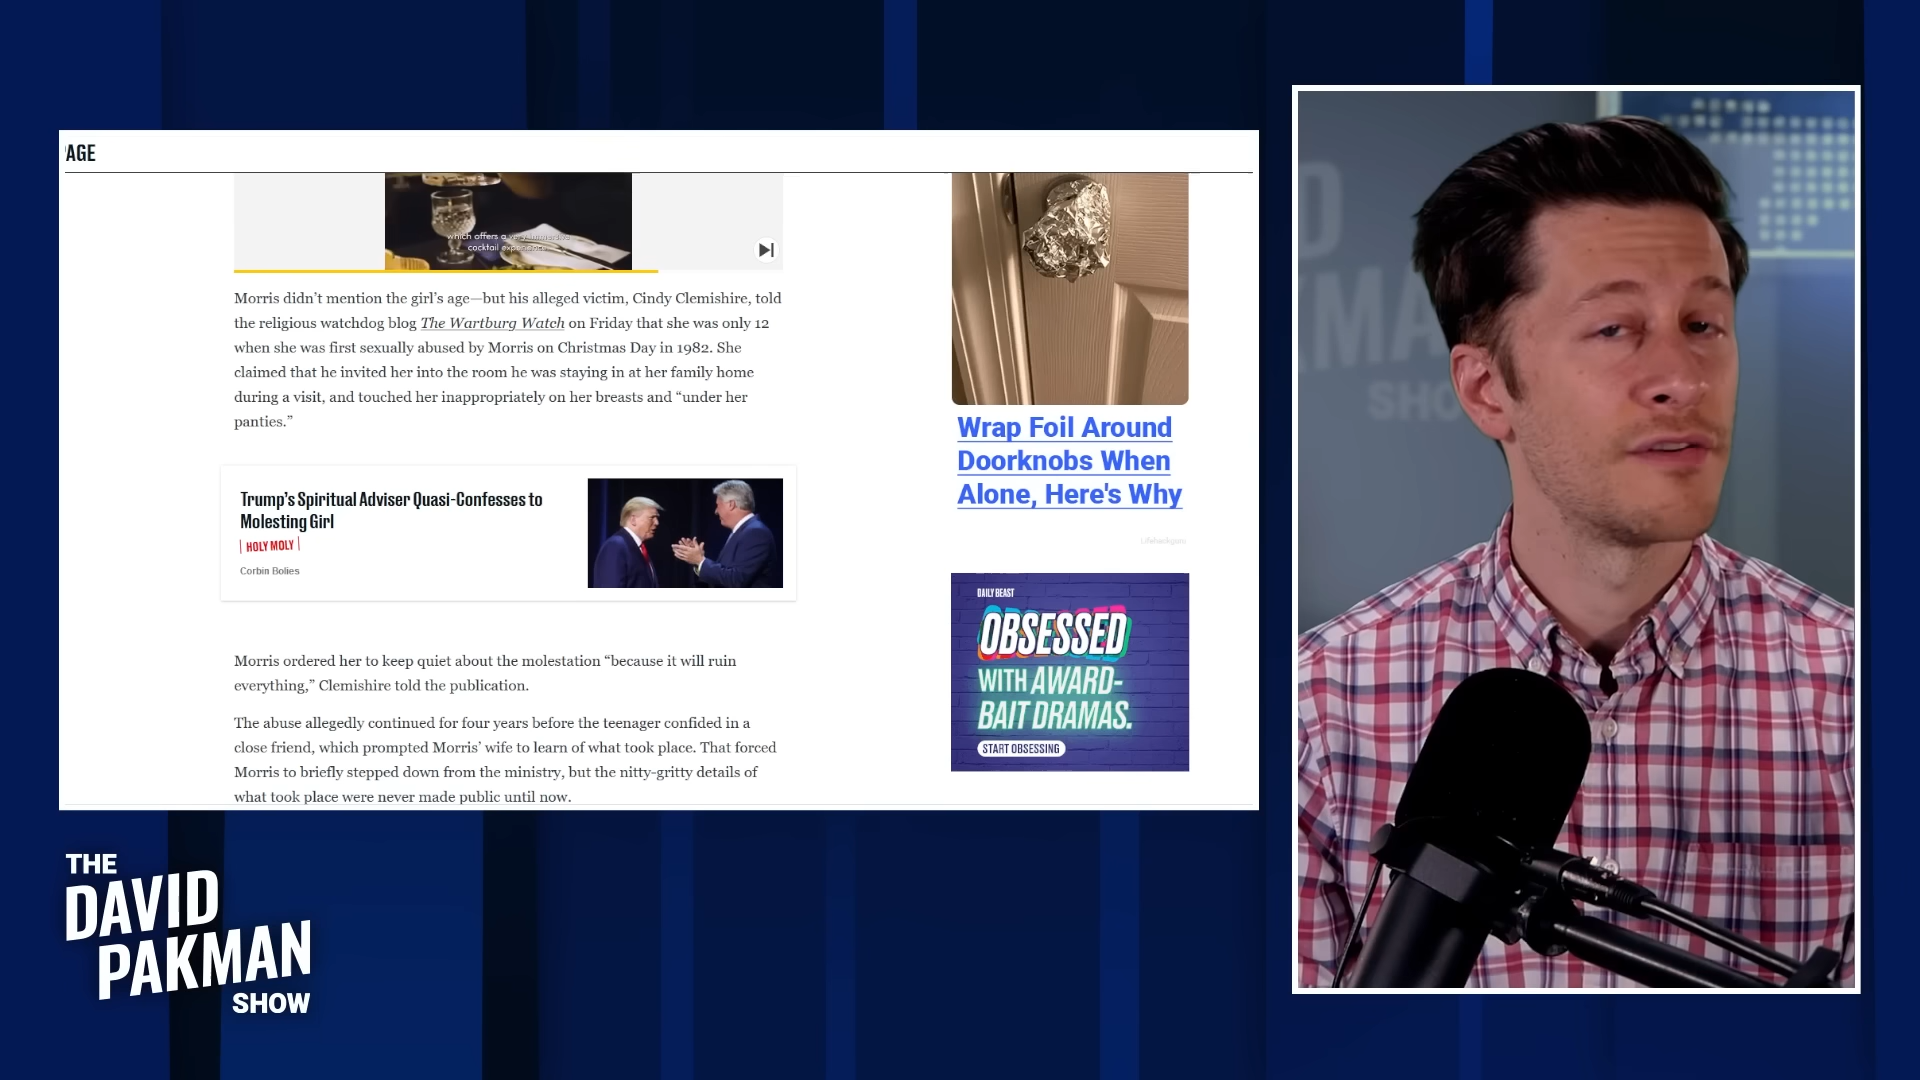 AGE
which offers a very immersive
cocktail experience
Morris didn’t mention the girl’s age—but his alleged victim, Cindy Clemishire, told
the religious watchdog blog The Wartburg Watch on Friday that she was only 12
when she was first sexually abused by Morris on Christmas Day in 1982. She
claimed that he invited her into the room he was staying in at her family home
during a visit, and touched her inappropriately on her breasts and “under her
panties.”
Trump’s Spiritual Adviser Quasi-Confesses to
Molesting Girl
HOLY MOLY
Corbin Bolies
Morris ordered her to keep quiet about the molestation “because it will ruin
everything,” Clemishire told the publication.
The abuse allegedly continued for four years before the teenager confided in a
close friend, which prompted Morris’ wife to learn of what took place. That forced
Morris to briefly stepped down from the ministry, but the nitty-gritty details of
what took place were never made public until now.
Wrap Foil Around
Doorknobs When
Alone, Here's Why
Lifehackguru
DAILY BEAST
OBSESSED
WITH AWARD-
BAIT DRAMAS.
START OBSESSING
THE
DAVID
PAKMAN
SHOW
D
KMA
SHO